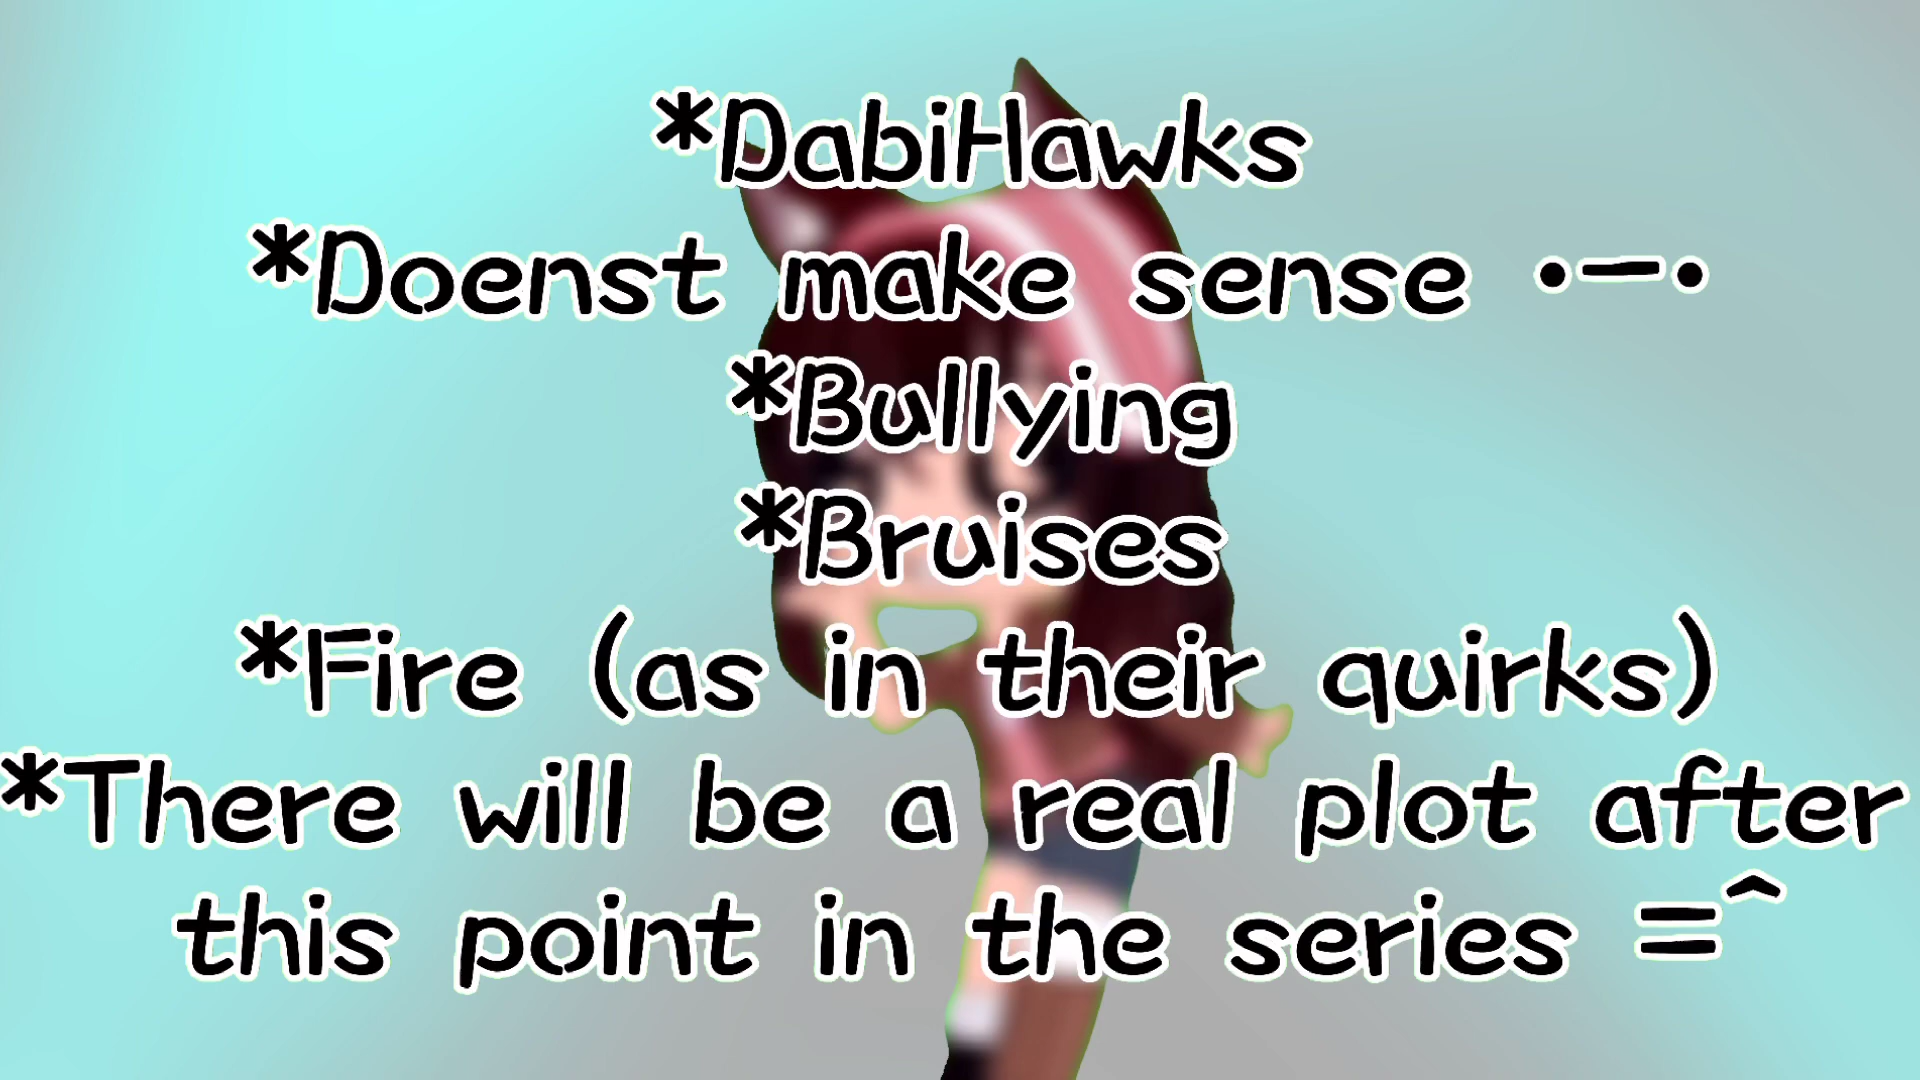 *DabiHawks
*Doenst make sense •-•
*Bullying
*Bruises
*Fire (as in their quirks)
*There will be a real plot after
this point in the series =^